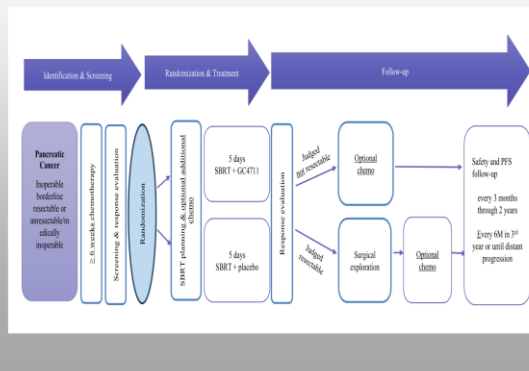 Identification & Screening
Randomization & Treatment
Follow-up
Pancreatic
Cancer
Inoperable
borderline
resectable or
unresectable/m
edically
inoperable
≥ 6 weeks chemotherapy
Screening & response evaluation
Randomization
SBRT planning & optional additional
chemo
5 days
SBRT + GC4711
5 days
SBRT + placebo
Response evaluation
Judged
not resectable
Judged
resectable
Optional
chemo
Surgical
exploration
Optional
chemo
Safety and PFS
follow-up
every 3 months
through 2 years
Every 6M in 3rd
year or until distant
progression